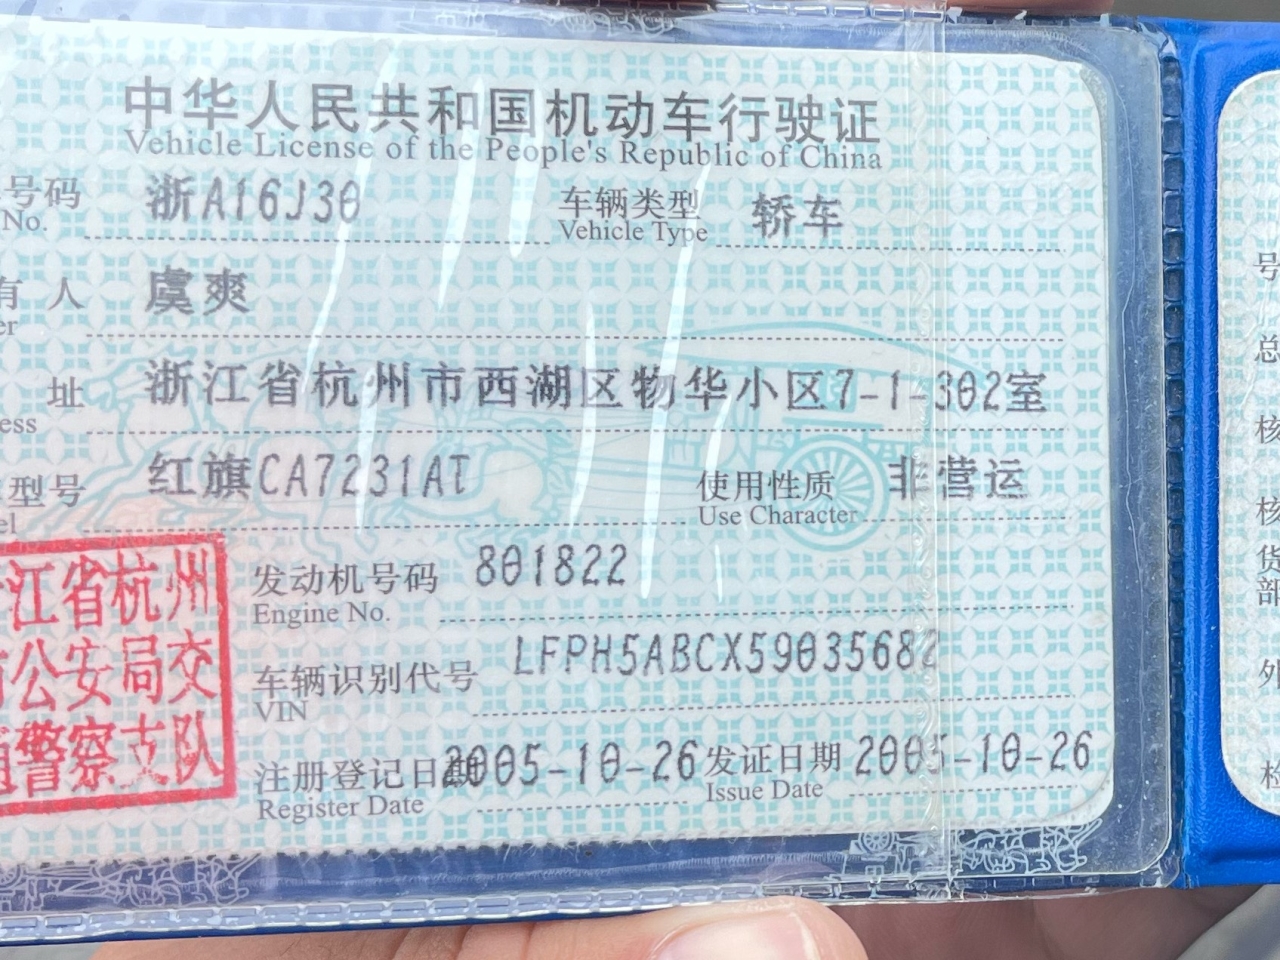 中华人民共和国机动车行驶证
Vehicle License of the People's Republic of China
号码 浙A16J30 车辆类型 轿车
No. Vehicle Type
有人 虞爽
er
址 浙江省杭州市西湖区物华小区7-1-302室
ess
型号 红旗CA7231AT 使用性质 非营运
el Use Character
发动机号码 801822
Engine No.
车辆识别代号 LFPH5ABCX59035682
VIN
注册登记日期 2005-10-26 发证日期 2005-10-26
Register Date Issue Date
江省杭州
公安局交
警察支队
号
总
核
核
货
部
外
检